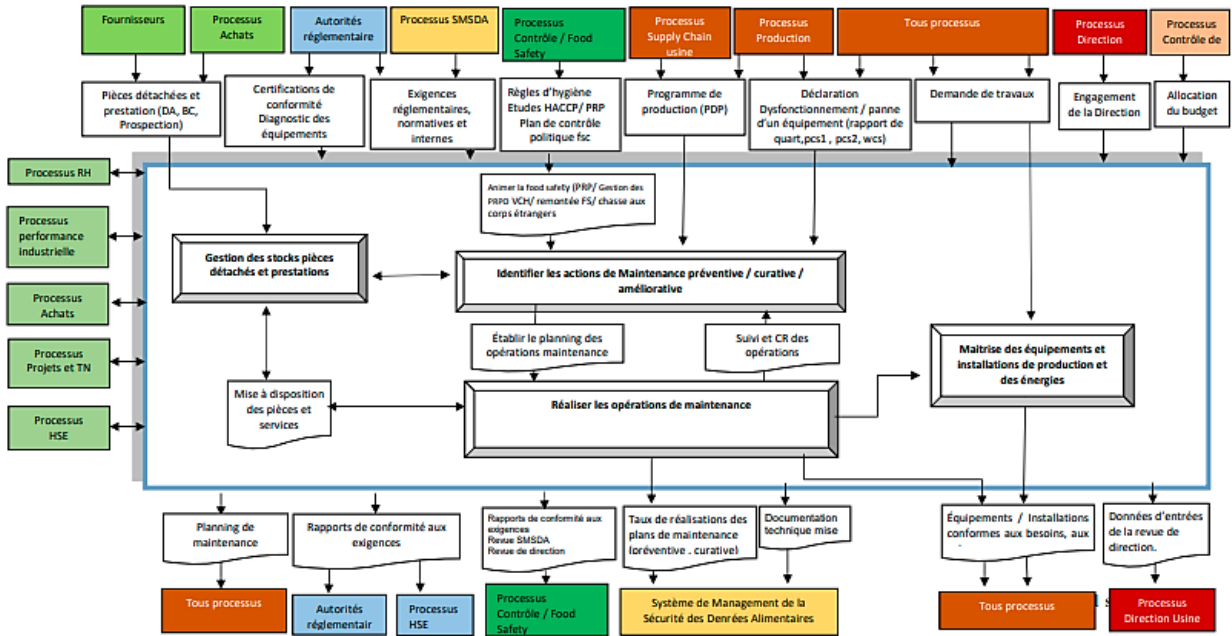 Fournisseurs
Processus
Achats
Autorités
réglementaire
Processus SMSDA
Processus
Contrôle / Food
Safety
Processus
Supply Chain
usine
Processus
Production
Tous processus
Processus
Direction
Processus
Contrôle de
Pièces détachées et
prestation (DA, BC,
Prospection)
Certifications de
conformité
Diagnostic des
équipements
Exigences
réglementaires,
normatives et
internes
Règles d'hygiène
Etudes HACCP/ PRP
Plan de contrôle
politique fsc
Programme de
production (PDP)
Déclaration
Dysfonctionnement / panne
d'un équipement (rapport de
quart,pcs1 , pcs2, wcs)
Demande de travaux
Engagement
de la Direction
Allocation
du budget
Processus RH
Processus
performance
industrielle
Processus
Achats
Processus
Projets et TN
Processus
HSE
Animer la food safety (PRP/ Gestion des
PRPO VCH/ remontée FS/ chasse aux
corps étrangers
Gestion des stocks pièces
détachés et prestations
Identifier les actions de Maintenance préventive / curative /
améliorative
Établir le planning des
opérations maintenance
Suivi et CR des
opérations
Maitrise des équipements et
installations de production et
des énergies
Mise à disposition
des pièces et
services
Réaliser les opérations de maintenance
Planning de
maintenance
Rapports de conformité aux
exigences
Rapports de conformité aux
exigences
Revue SMSDA
Revue de direction
Taux de réalisations des
plans de maintenance
(préventive , curative)
Documentation
technique mise
Équipements / Installations
conformes aux besoins, aux
Données d'entrées
de la revue de
direction.
Tous processus
Autorités
réglementair
Processus
HSE
Processus
Contrôle / Food
Safety
Système de Management de la
Sécurité des Denrées Alimentaires
Tous processus
Processus
Direction Usine